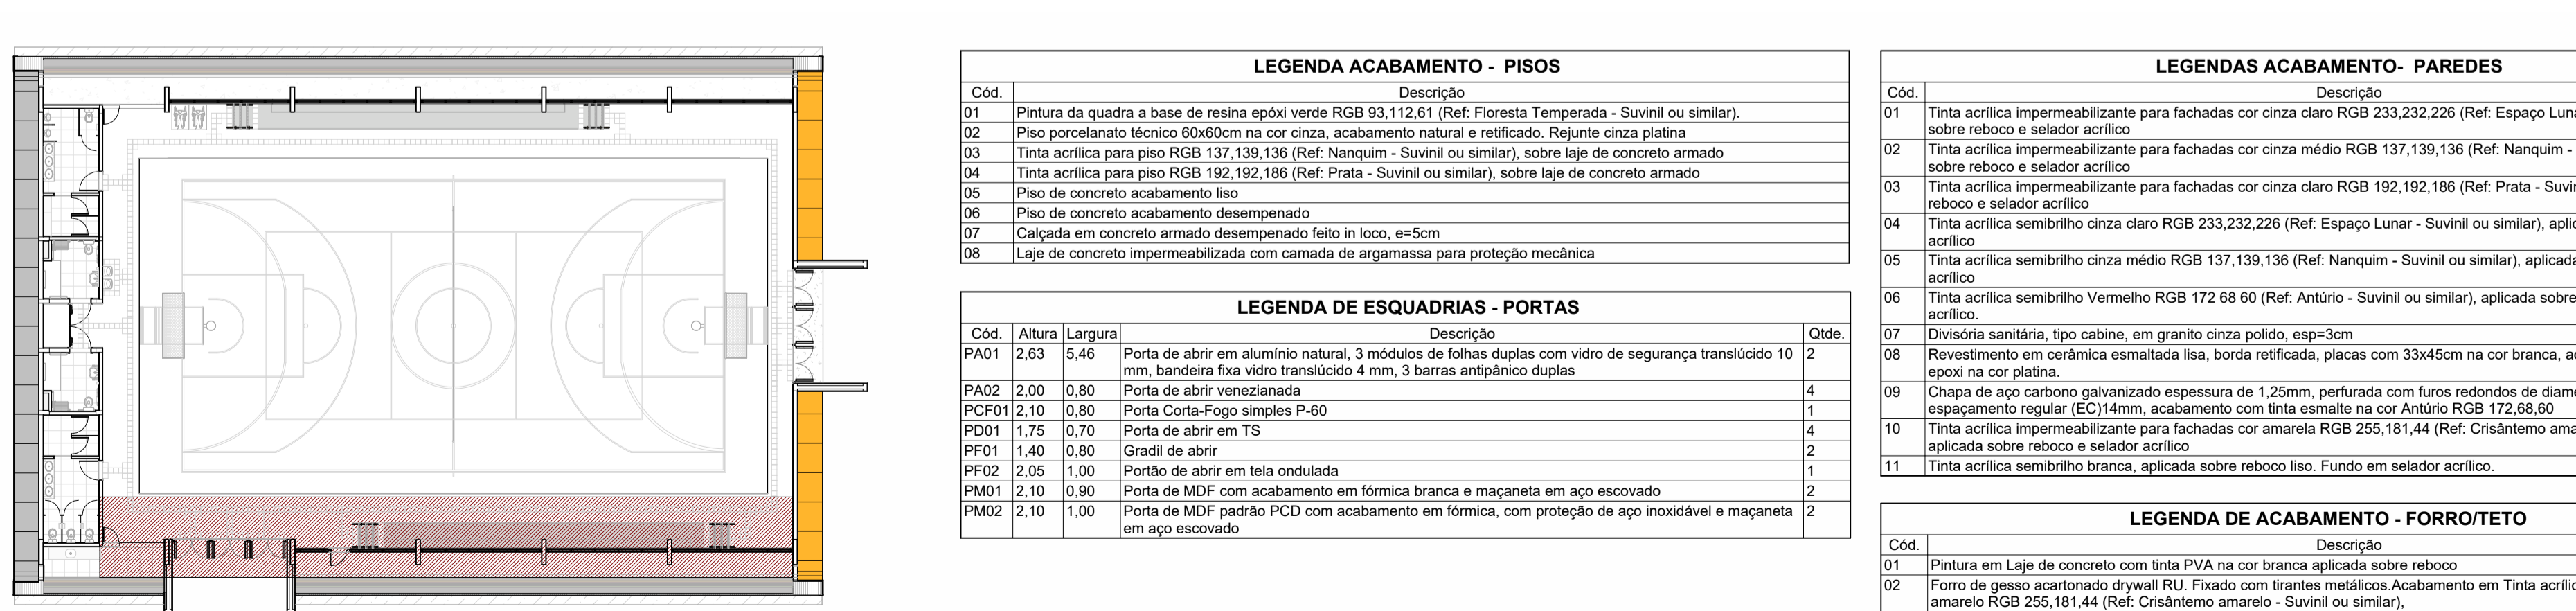 LEGENDA ACABAMENTO - PISOS
Cód. Descrição
01 Pintura da quadra a base de resina epóxi verde RGB 93,112,61 (Ref: Floresta Temperada - Suvinil ou similar).
02 Piso porcelanato técnico 60x60cm na cor cinza, acabamento natural e retificado. Rejunte cinza platina
03 Tinta acrílica para piso RGB 137,139,136 (Ref: Nanquim - Suvinil ou similar), sobre laje de concreto armado
04 Tinta acrílica para piso RGB 192,192,186 (Ref: Prata - Suvinil ou similar), sobre laje de concreto armado
05 Piso de concreto acabamento liso
06 Piso de concreto acabamento desempenado
07 Calçada em concreto armado desempenado feito in loco, e=5cm
08 Laje de concreto impermeabilizada com camada de argamassa para proteção mecânica
LEGENDA DE ESQUADRIAS - PORTAS
Cód. Altura Largura Descrição Qtde.
PA01 2,63 5,46 Porta de abrir em alumínio natural, 3 módulos de folhas duplas com vidro de segurança translúcido 10 2
mm, bandeira fixa vidro translúcido 4 mm, 3 barras antipânico duplas
PA02 2,00 0,80 Porta de abrir venezianada 4
PCF01 2,10 0,80 Porta Corta-Fogo simples P-60 1
PD01 1,75 0,70 Porta de abrir em TS 4
PF01 1,40 0,80 Gradil de abrir 2
PF02 2,05 1,00 Portão de abrir em tela ondulada 1
PM01 2,10 0,90 Porta de MDF com acabamento em fórmica branca e maçaneta em aço escovado 2
PM02 2,10 1,00 Porta de MDF padrão PCD com acabamento em fórmica, com proteção de aço inoxidável e maçaneta 2
em aço escovado
LEGENDAS ACABAMENTO- PAREDES
Cód. Descrição
01 Tinta acrílica impermeabilizante para fachadas cor cinza claro RGB 233,232,226 (Ref: Espaço
sobre reboco e selador acrílico
02 Tinta acrílica impermeabilizante para fachadas cor cinza médio RGB 137,139,136 (Ref: Nanquim -
sobre reboco e selador acrílico
03 Tinta acrílica impermeabilizante para fachadas cor cinza claro RGB 192,192,186 (Ref: Prata -
reboco e selador acrílico
04 Tinta acrílica semibrilho cinza claro RGB 233,232,226 (Ref: Espaço Lunar - Suvinil ou similar),
acrílico
05 Tinta acrílica semibrilho cinza médio RGB 137,139,136 (Ref: Nanquim - Suvinil ou similar), aplicada
acrílico
06 Tinta acrílica semibrilho Vermelho RGB 172 68 60 (Ref: Antúrio - Suvinil ou similar), aplicada sobre
acrílico.
07 Divisória sanitária, tipo cabine, em granito cinza polido, esp=3cm
08 Revestimento em cerâmica esmaltada lisa, borda retificada, placas com 33x45cm na cor branca,
epoxi na cor platina.
09 Chapa de aço carbono galvanizado espessura de 1,25mm, perfurada com furos redondos de
espaçamento regular (EC)14mm, acabamento com tinta esmalte na cor Antúrio RGB 172,68,60
10 Tinta acrílica impermeabilizante para fachadas cor amarela RGB 255,181,44 (Ref: Crisântemo
aplicada sobre reboco e selador acrílico
11 Tinta acrílica semibrilho branca, aplicada sobre reboco liso. Fundo em selador acrílico.
LEGENDA DE ACABAMENTO - FORRO/TETO
Cód. Descrição
01 Pintura em Laje de concreto com tinta PVA na cor branca aplicada sobre reboco
02 Forro de gesso acartonado drywall RU. Fixado com tirantes metálicos.Acabamento em Tinta
amarelo RGB 255,181,44 (Ref: Crisântemo amarelo - Suvinil ou similar),